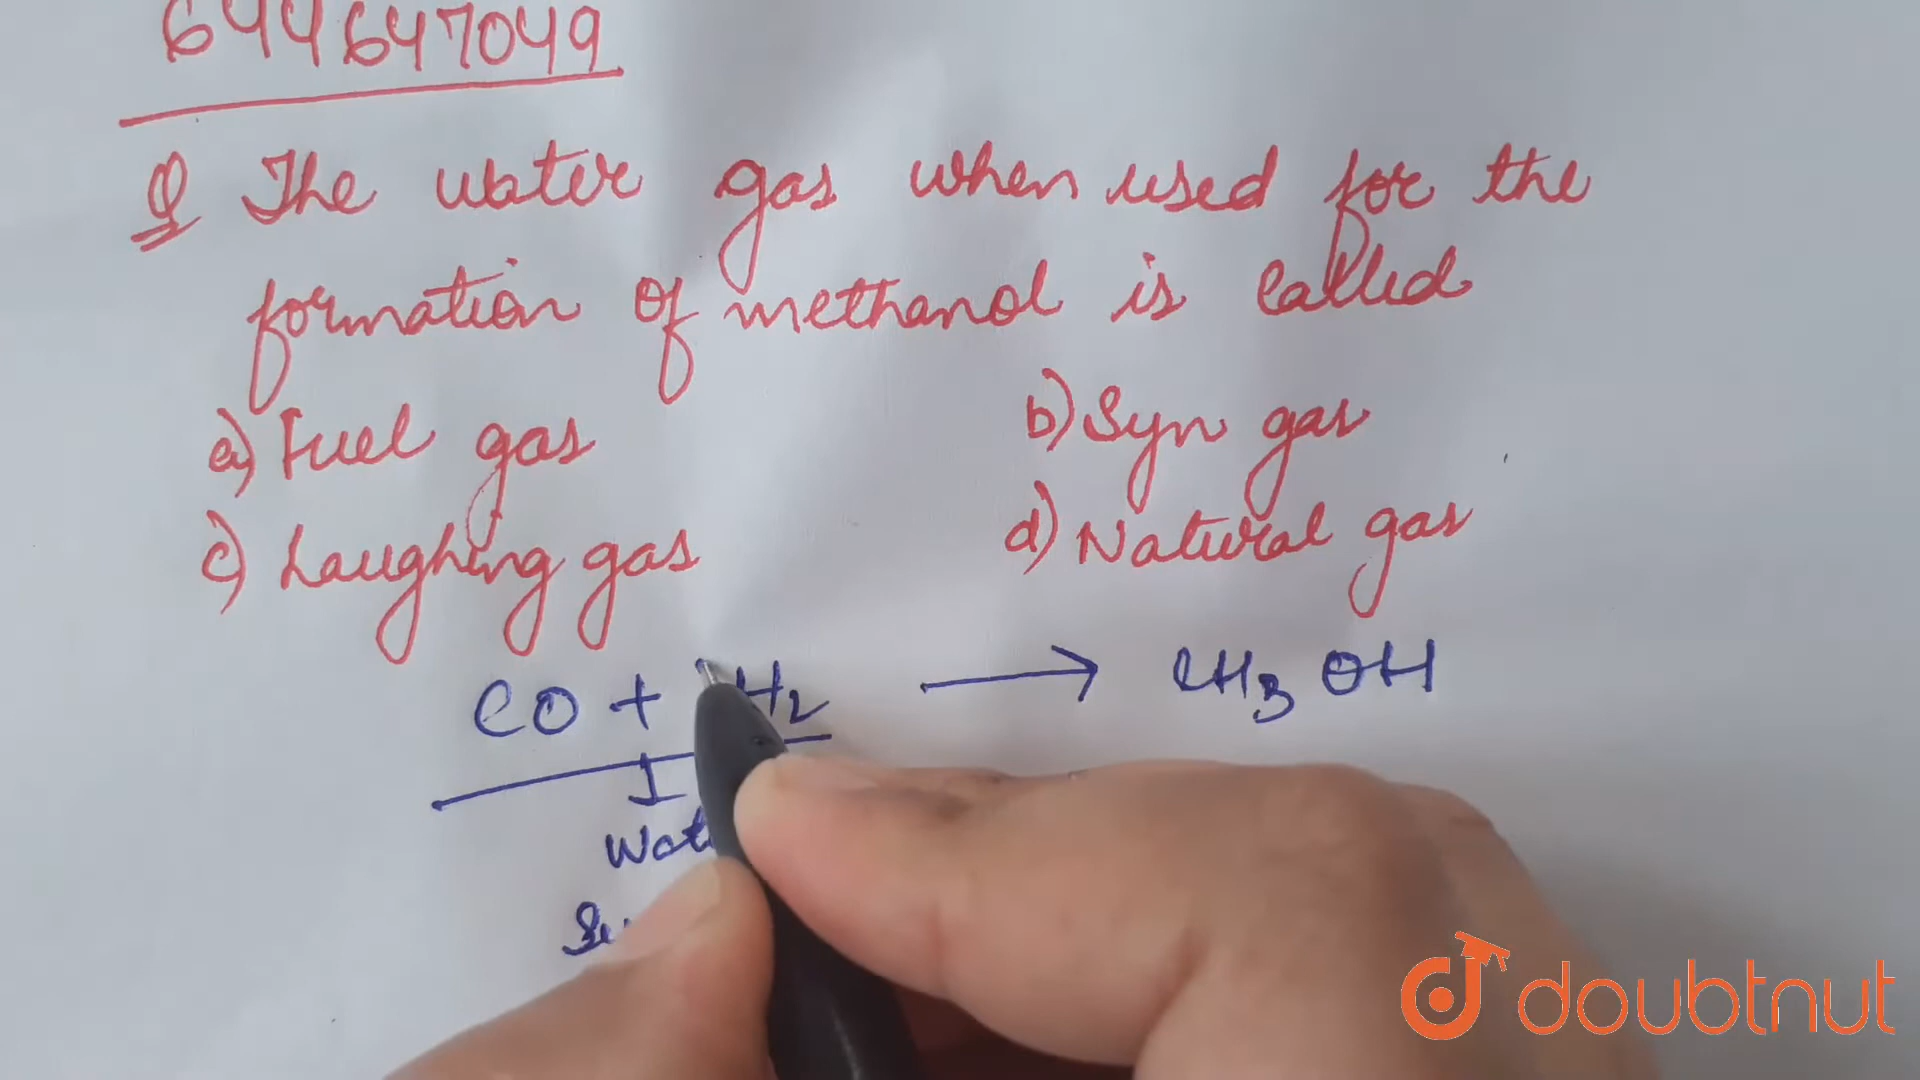 644647049
Q The water gas when used for the
formation of methanol is called
a) Fuel gas b) Syn gas
c) Laughing gas d) Natural gas
CO + H2 → CH3OH
doubtnut